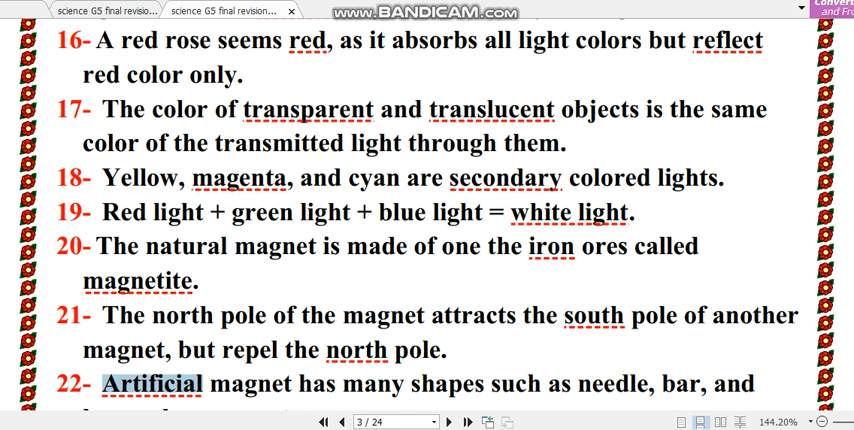 science G5 final revision...
science G5 final revisio...
×
www.BANDICAM.com
Convert
and Fro
16- A red rose seems red, as it absorbs all light colors but reflect
red color only.
17- The color of transparent and translucent objects is the same
color of the transmitted light through them.
18- Yellow, magenta, and cyan are secondary colored lights.
19- Red light + green light + blue light = white light.
20- The natural magnet is made of one the iron ores called
magnetite.
21- The north pole of the magnet attracts the south pole of another
magnet, but repel the north pole.
22- Artificial magnet has many shapes such as needle, bar, and
3 / 24
144.20%